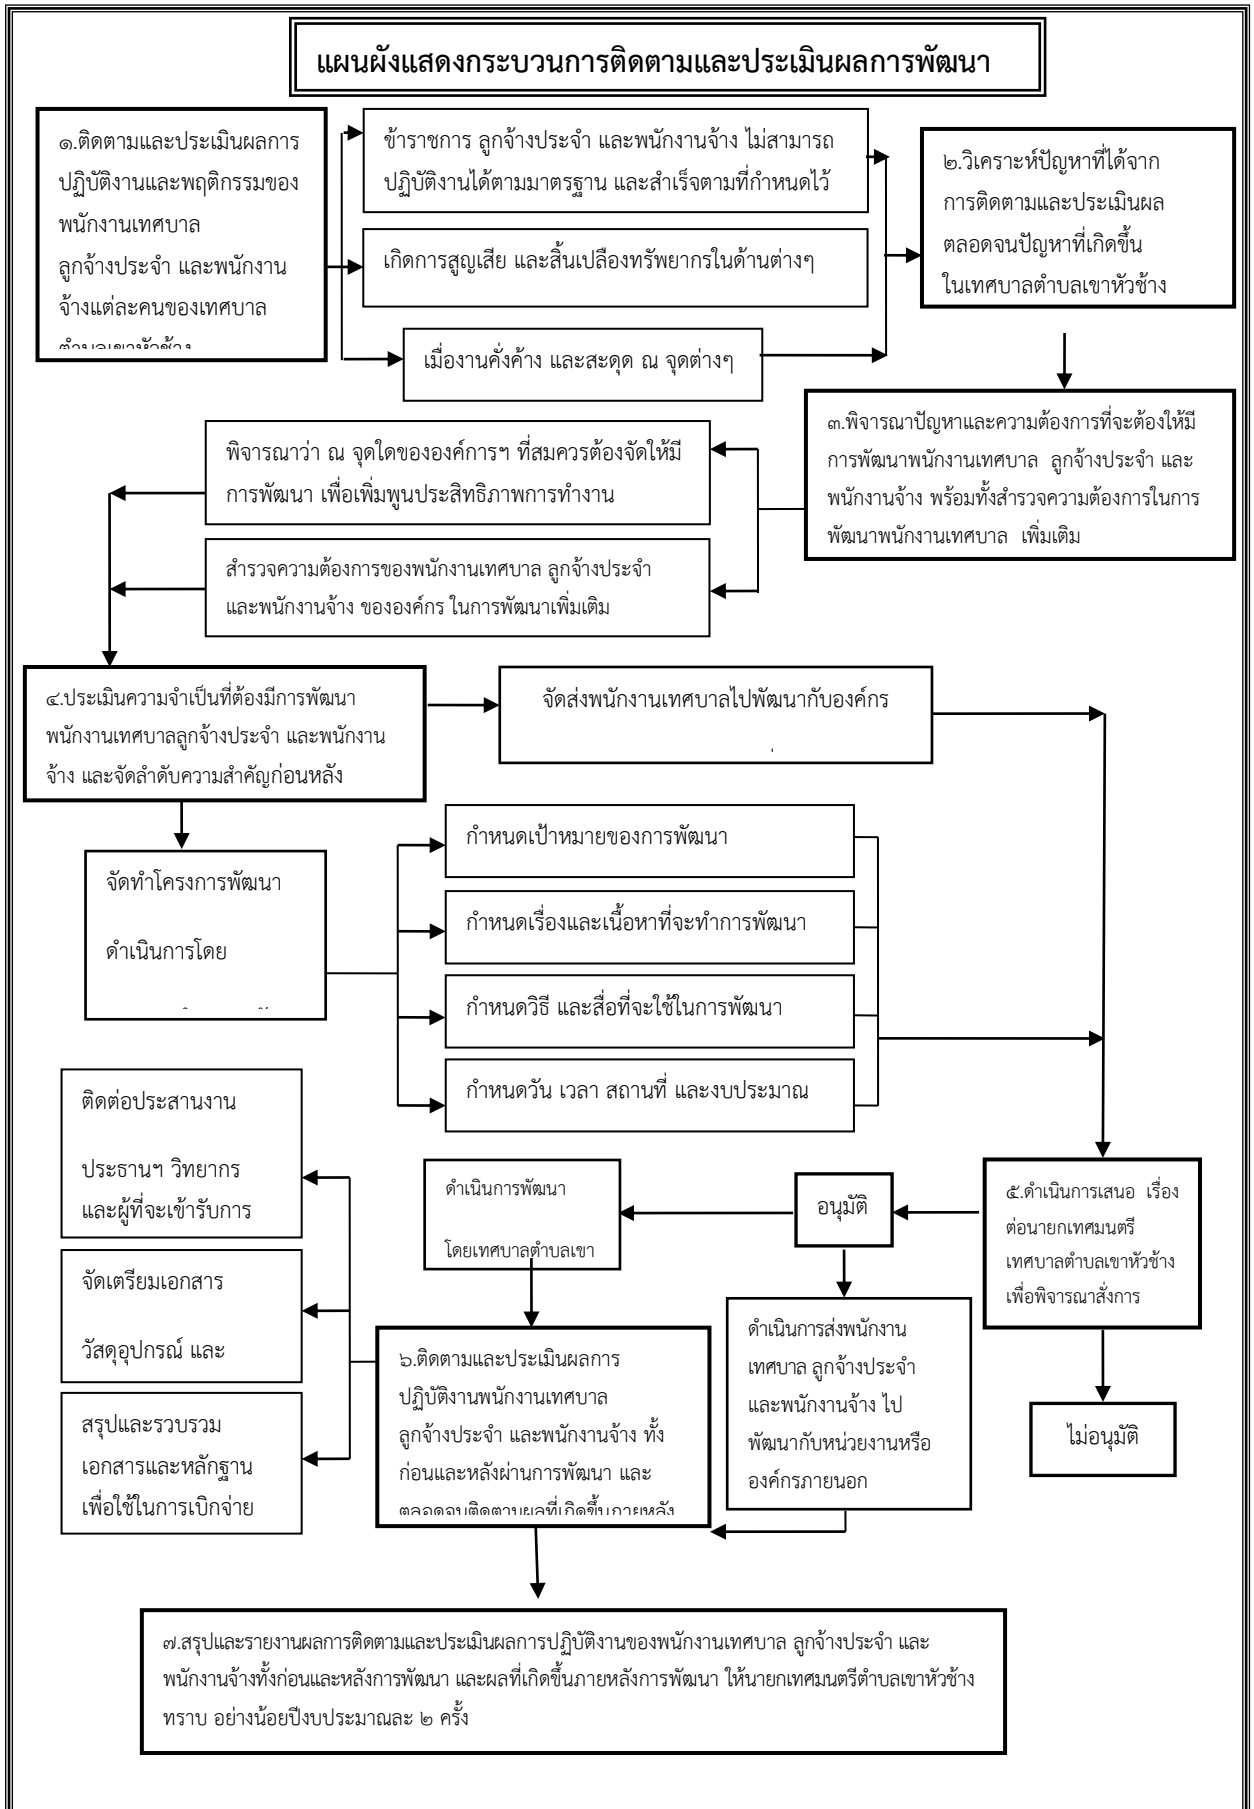 แผนผังแสดงกระบวนการติดตามและประเมินผลการพัฒนา
๑.ติดตามและประเมินผลการ
ปฏิบัติงานและพฤติกรรมของ
พนักงานเทศบาล
ลูกจ้างประจำ และพนักงาน
จ้างแต่ละคนของเทศบาล
ตำบลเขาหัวช้าง
ข้าราชการ ลูกจ้างประจำ และพนักงานจ้าง ไม่สามารถ
ปฏิบัติงานได้ตามมาตรฐาน และสำเร็จตามที่กำหนดไว้
เกิดการสูญเสีย และสิ้นเปลืองทรัพยากรในด้านต่างๆ
เมื่องานคั่งค้าง และสะดุด ณ จุดต่างๆ
๒.วิเคราะห์ปัญหาที่ได้จาก
การติดตามและประเมินผล
ตลอดจนปัญหาที่เกิดขึ้น
ในเทศบาลตำบลเขาหัวช้าง
๓.พิจารณาปัญหาและความต้องการที่จะต้องให้มี
การพัฒนาพนักงานเทศบาล ลูกจ้างประจำ และ
พนักงานจ้าง พร้อมทั้งสำรวจความต้องการในการ
พัฒนาพนักงานเทศบาล เพิ่มเติม
พิจารณาว่า ณ จุดใดขององค์การฯ ที่สมควรต้องจัดให้มี
การพัฒนา เพื่อเพิ่มพูนประสิทธิภาพการทำงาน
สำรวจความต้องการของพนักงานเทศบาล ลูกจ้างประจำ
และพนักงานจ้าง ขององค์กร ในการพัฒนาเพิ่มเติม
๔.ประเมินความจำเป็นที่ต้องมีการพัฒนา
พนักงานเทศบาลลูกจ้างประจำ และพนักงาน
จ้าง และจัดลำดับความสำคัญก่อนหลัง
จัดส่งพนักงานเทศบาลไปพัฒนากับองค์กร
จัดทำโครงการพัฒนา
ดำเนินการโดย
กำหนดเป้าหมายของการพัฒนา
กำหนดเรื่องและเนื้อหาที่จะทำการพัฒนา
กำหนดวิธี และสื่อที่จะใช้ในการพัฒนา
กำหนดวัน เวลา สถานที่ และงบประมาณ
ติดต่อประสานงาน
ประธานฯ วิทยากร
และผู้ที่จะเข้ารับการ
จัดเตรียมเอกสาร
วัสดุอุปกรณ์ และ
สรุปและรวบรวม
เอกสารและหลักฐาน
เพื่อใช้ในการเบิกจ่าย
ดำเนินการพัฒนา
โดยเทศบาลตำบลเขา
อนุมัติ
๕.ดำเนินการเสนอ เรื่อง
ต่อนายกเทศมนตรี
เทศบาลตำบลเขาหัวช้าง
เพื่อพิจารณาสั่งการ
๖.ติดตามและประเมินผลการ
ปฏิบัติงานพนักงานเทศบาล
ลูกจ้างประจำ และพนักงานจ้าง ทั้ง
ก่อนและหลังผ่านการพัฒนา และ
ตลอดจนติดตามผลที่เกิดขึ้นภายหลัง
ดำเนินการส่งพนักงาน
เทศบาล ลูกจ้างประจำ
และพนักงานจ้าง ไป
พัฒนากับหน่วยงานหรือ
องค์กรภายนอก
ไม่อนุมัติ
๗.สรุปและรายงานผลการติดตามและประเมินผลการปฏิบัติงานของพนักงานเทศบาล ลูกจ้างประจำ และ
พนักงานจ้างทั้งก่อนและหลังการพัฒนา และผลที่เกิดขึ้นภายหลังการพัฒนา ให้นายกเทศมนตรีตำบลเขาหัวช้าง
ทราบ อย่างน้อยปีงบประมาณละ ๒ ครั้ง